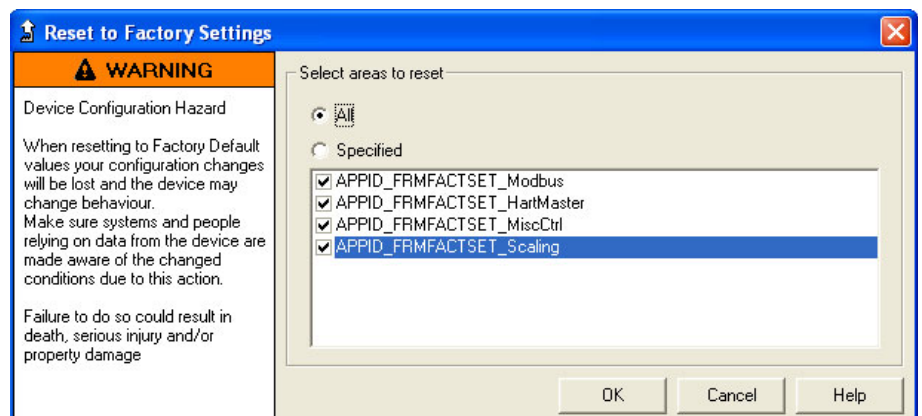 Reset to Factory Settings
WARNING
Device Configuration Hazard
When resetting to Factory Default
values your configuration changes
will be lost and the device may
change behaviour.
Make sure systems and people
relying on data from the device are
made aware of the changed
conditions due to this action.
Failure to do so could result in
death, serious injury and/or
property damage
Select areas to reset
All
Specified
APPID_FRMFACTSET_Modbus
APPID_FRMFACTSET_HartMaster
APPID_FRMFACTSET_MiscCtrl
APPID_FRMFACTSET_Scaling
OK
Cancel
Help